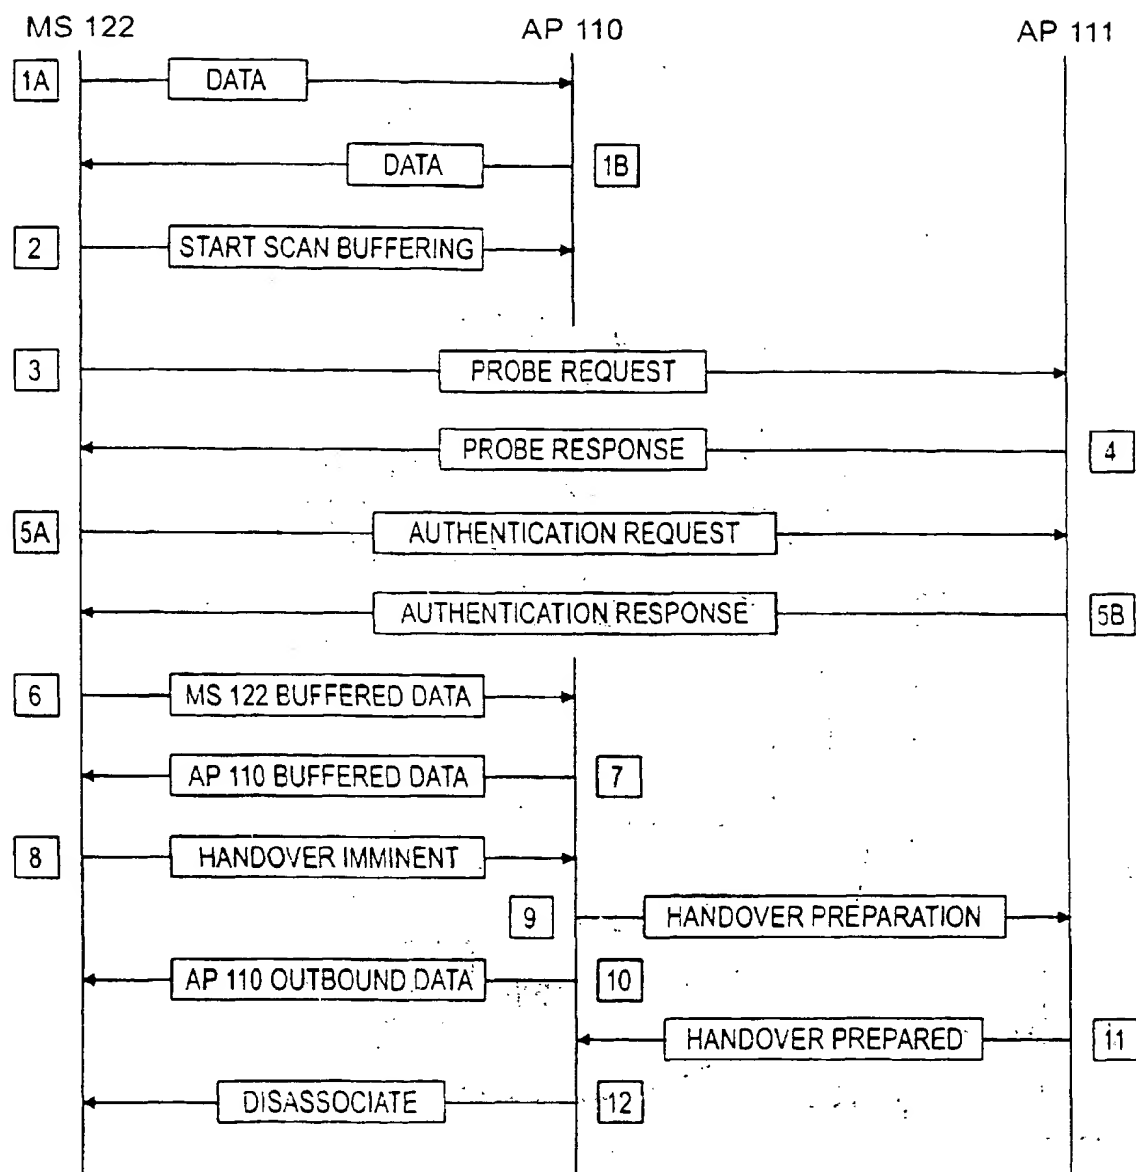 MS 122 AP 110 AP 111
1A DATA
DATA 1B
2 START SCAN BUFFERING
3 PROBE REQUEST
PROBE RESPONSE 4
5A AUTHENTICATION REQUEST
AUTHENTICATION RESPONSE 5B
6 MS 122 BUFFERED DATA
AP 110 BUFFERED DATA 7
8 HANDOVER IMMINENT
9 HANDOVER PREPARATION
AP 110 OUTBOUND DATA 10
HANDOVER PREPARED 11
DISASSOCIATE 12